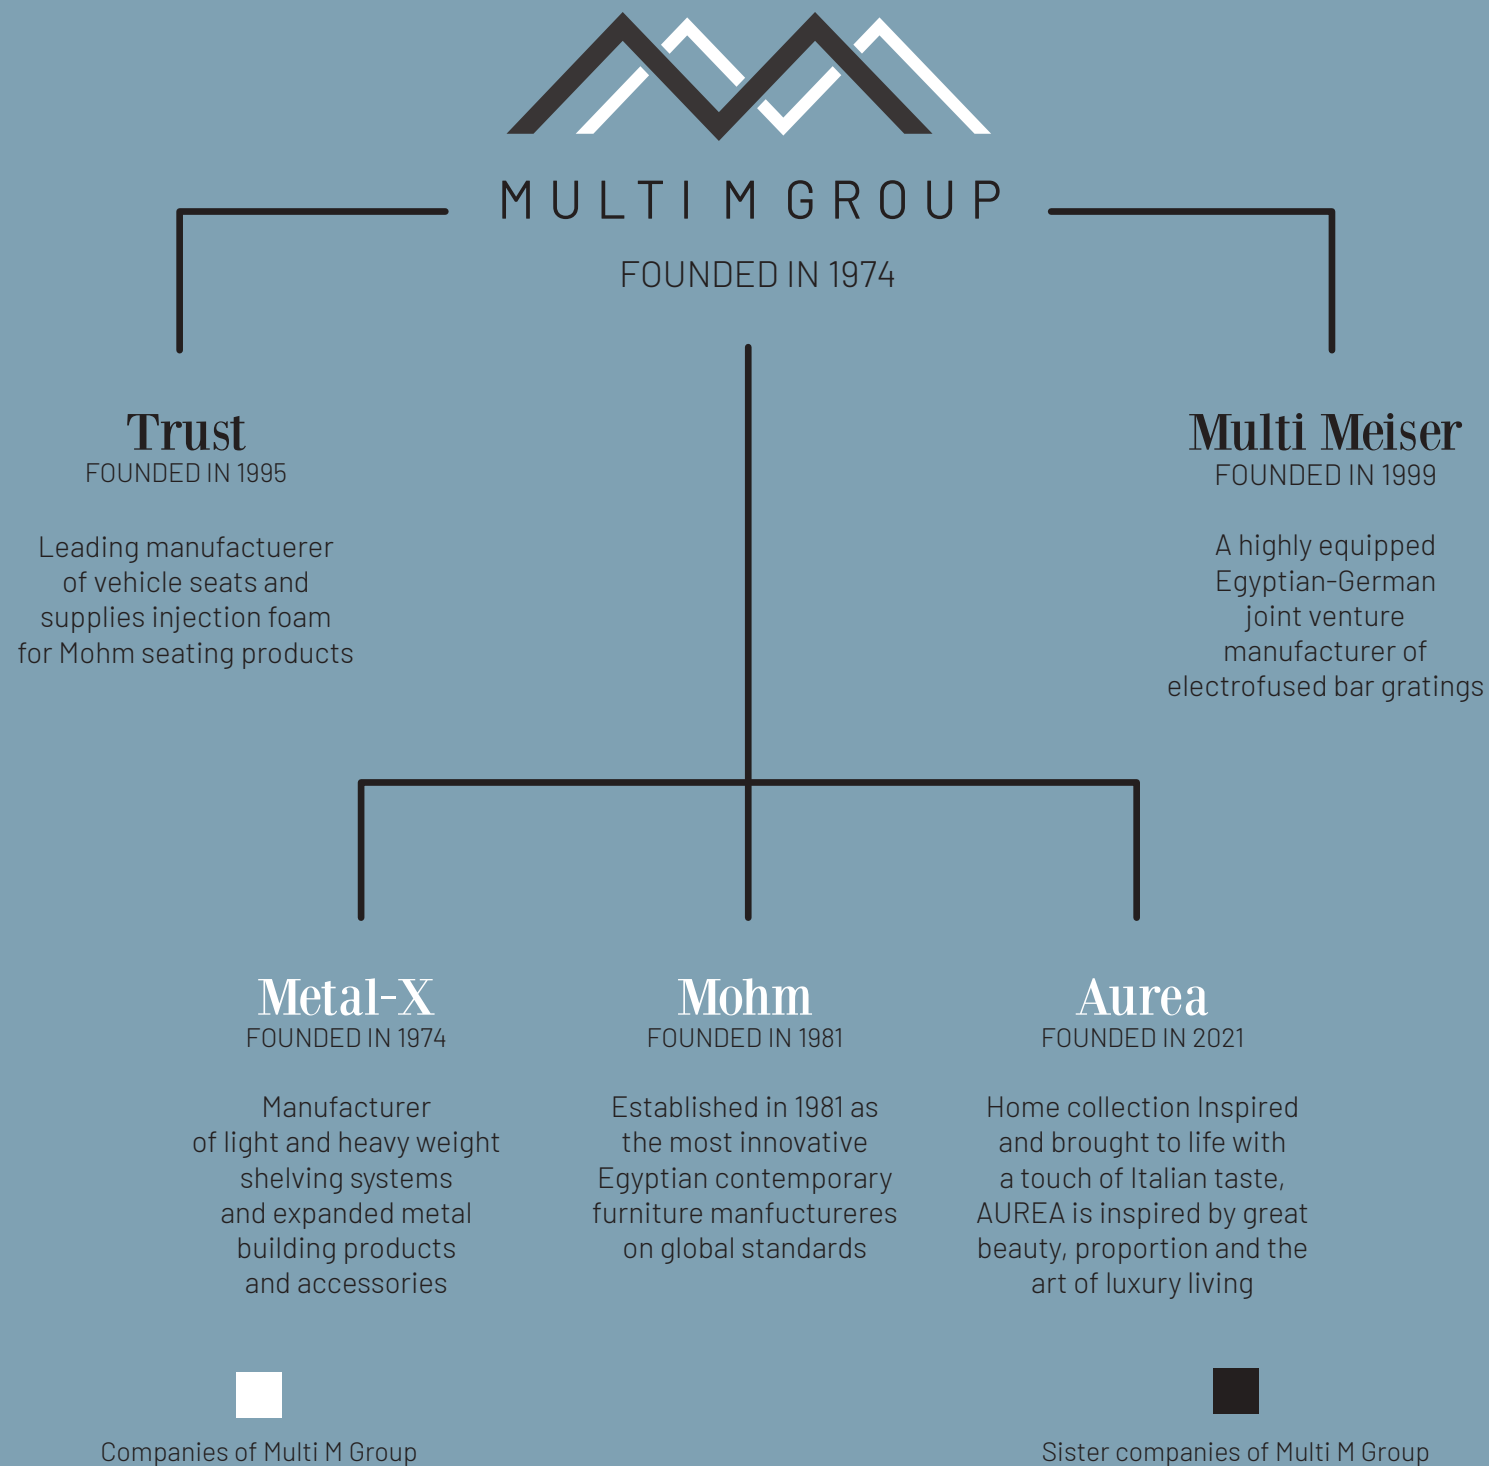 MULTI M GROUP
FOUNDED IN 1974
Trust
FOUNDED IN 1995
Leading manufactuerer
of vehicle seats and
supplies injection foam
for Mohm seating products
Multi Meiser
FOUNDED IN 1999
A highly equipped
Egyptian-German
joint venture
manufacturer of
electrofused bar gratings
Metal-X
FOUNDED IN 1974
Manufacturer
of light and heavy weight
shelving systems
and expanded metal
building products
and accessories
Mohm
FOUNDED IN 1981
Established in 1981 as
the most innovative
Egyptian contemporary
furniture manfuctureres
on global standards
Aurea
FOUNDED IN 2021
Home collection Inspired
and brought to life with
a touch of Italian taste,
AUREA is inspired by great
beauty, proportion and the
art of luxury living
Companies of Multi M Group
Sister companies of Multi M Group